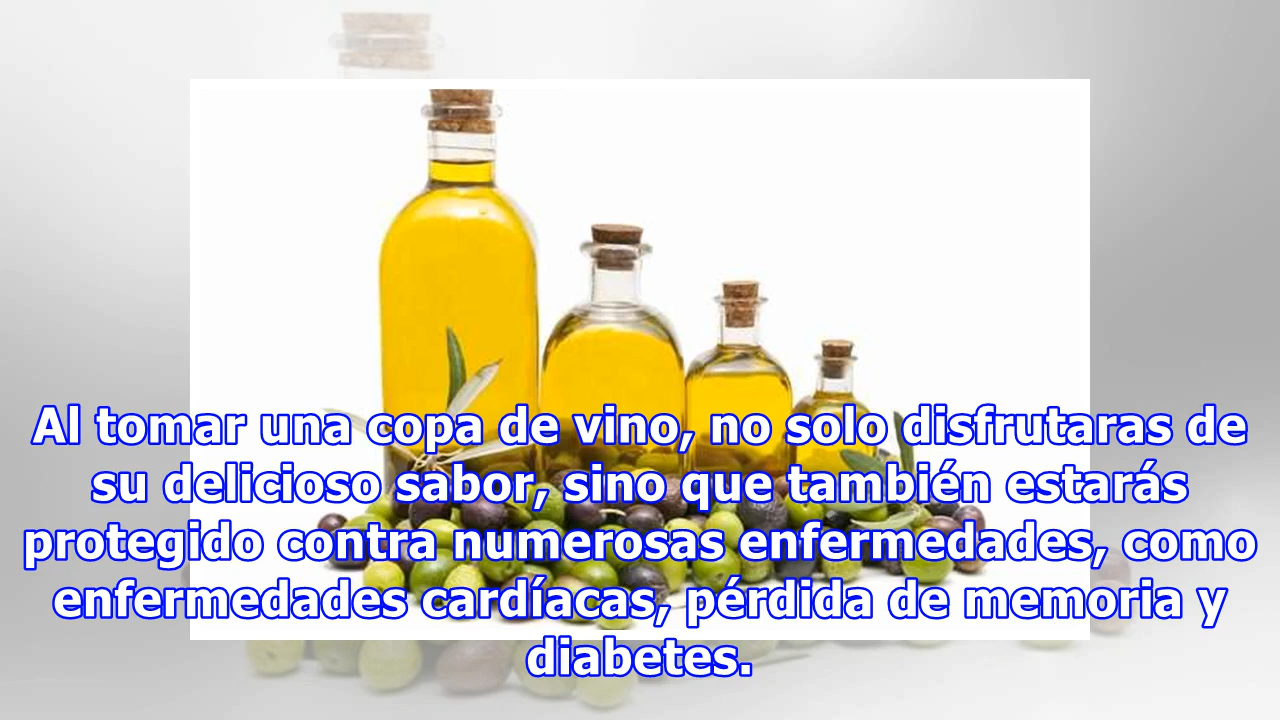 Al tomar una copa de vino, no solo disfrutaras de
su delicioso sabor, sino que también estarás
protegido contra numerosas enfermedades, como
enfermedades cardíacas, pérdida de memoria y
diabetes.